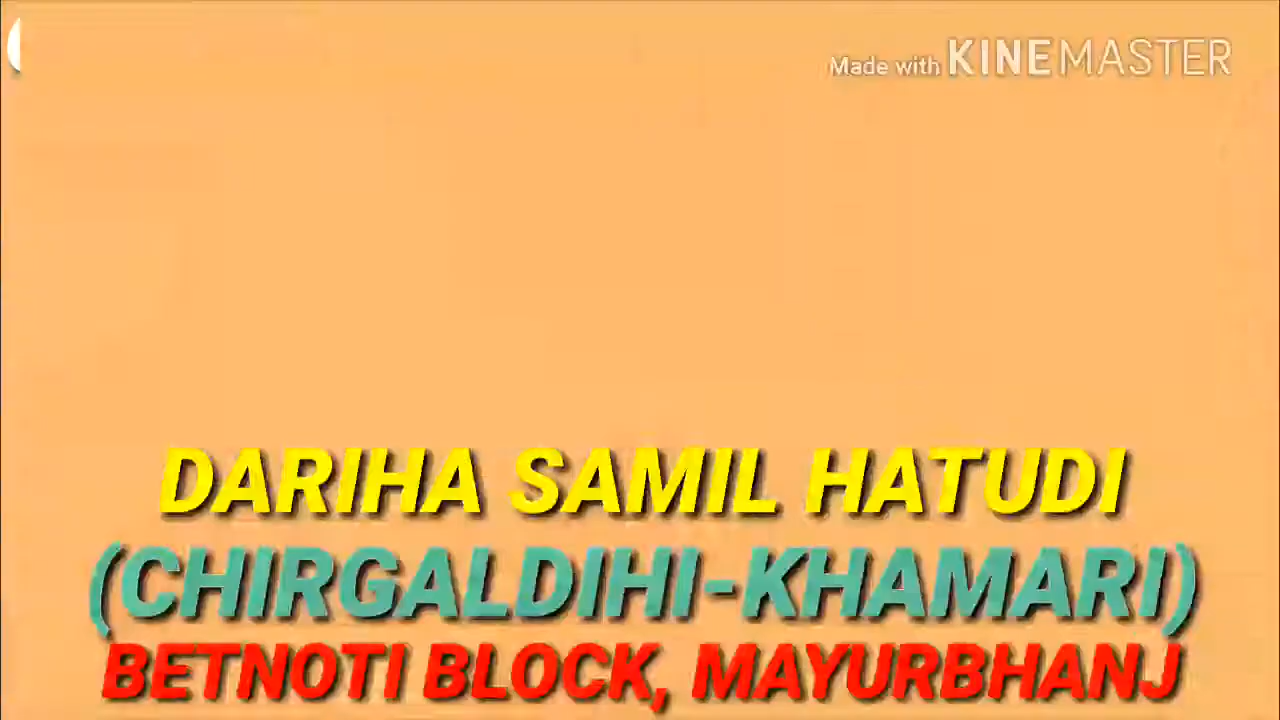 Made with KINEMASTER
DARIHA SAMIL HATUDI
(CHIRGALDIHI-KHAMARI)
BETNOTI BLOCK, MAYURBHANJ